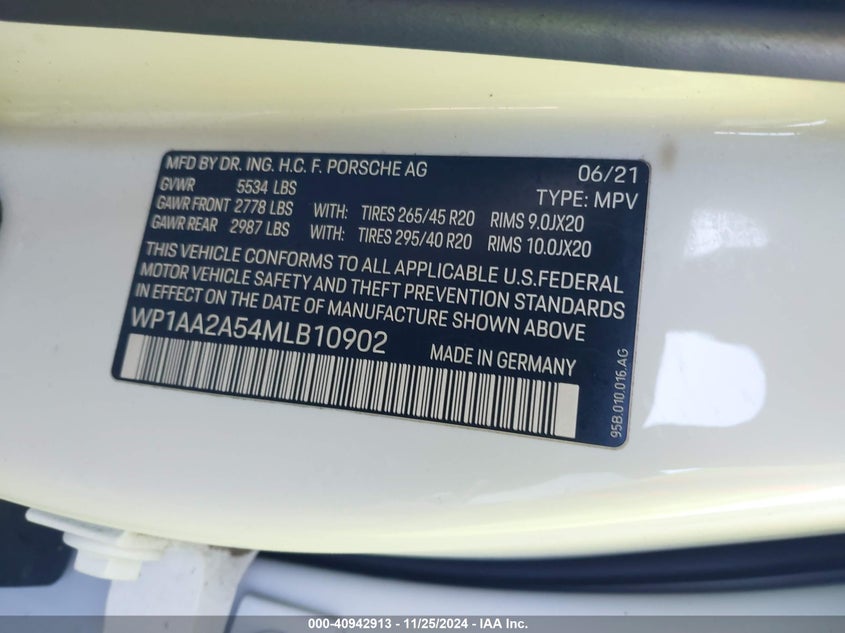 MFD BY DR. ING. H.C. F. PORSCHE AG 06/21
GVWR 5534 LBS TYPE: MPV
GAWR FRONT 2778 LBS WITH: TIRES 265/45 R20 RIMS 9.0JX20
GAWR REAR 2987 LBS WITH: TIRES 295/40 R20 RIMS 10.0JX20
THIS VEHICLE CONFORMS TO ALL APPLICABLE U.S.FEDERAL
MOTOR VEHICLE SAFETY AND THEFT PREVENTION STANDARDS
IN EFFECT ON THE DATE OF MANUFACTURE SHOWN ABOVE
WP1AA2A54MLB10902 MADE IN GERMANY
95B.010.016.AG
000-40942913 - 11/25/2024 - IAA Inc.